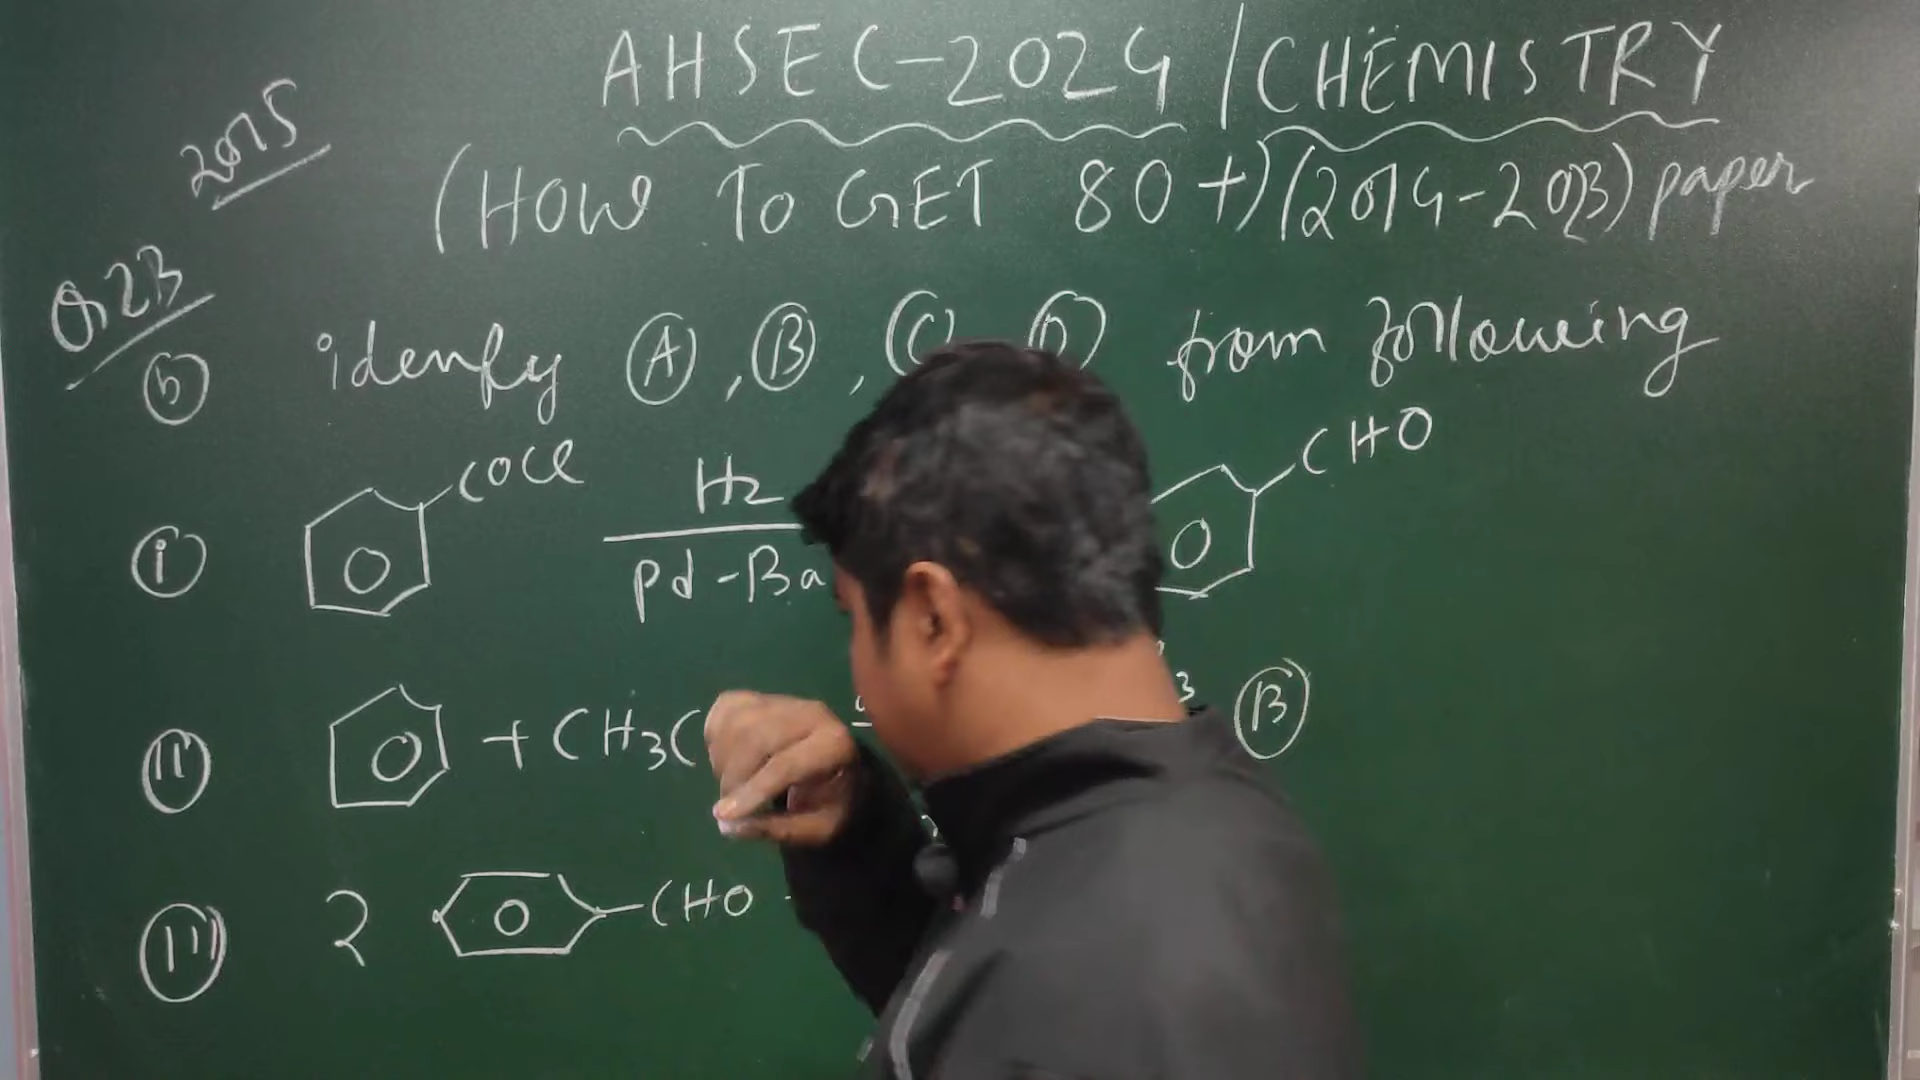 AHSEC-2024 / CHEMISTRY
2015
(HOW TO GET 80+) (2014-2023) paper
Q.23
(b) idenfy (A), (B), (C) (D) from following
(i) COCl H2 Pd-Ba CHO
(ii) + CH3C 3 (B)
(iii) 2 CHO